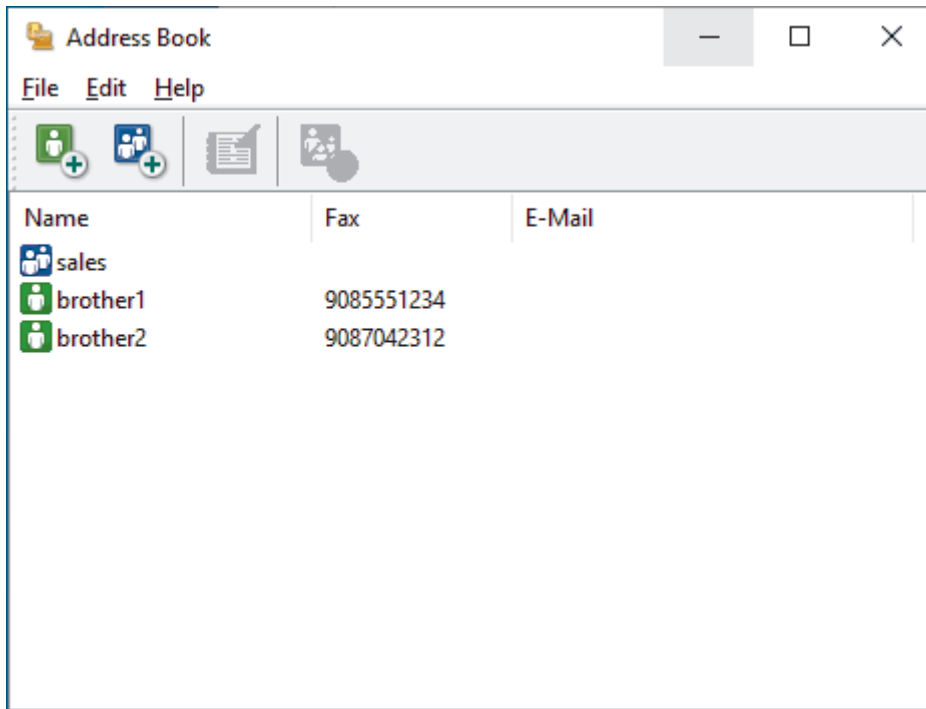 Address Book
File Edit Help
Name Fax E-Mail
sales
brother1 9085551234
brother2 9087042312